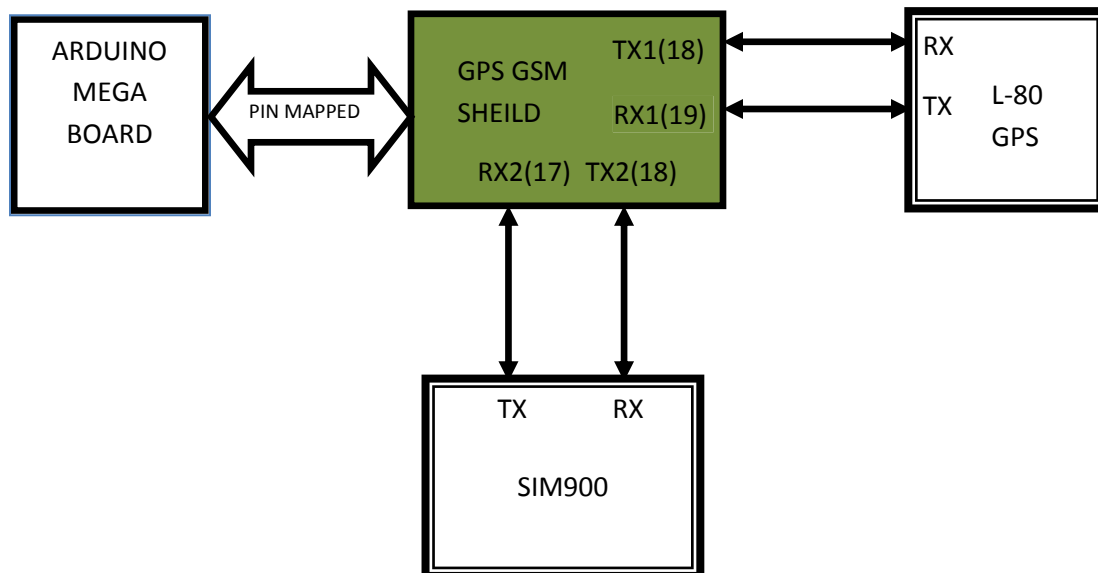 ARDUINO
MEGA
BOARD
PIN MAPPED
GPS GSM
SHEILD
TX1(18)
RX1(19)
RX2(17) TX2(18)
RX
TX
L-80
GPS
TX RX
SIM900